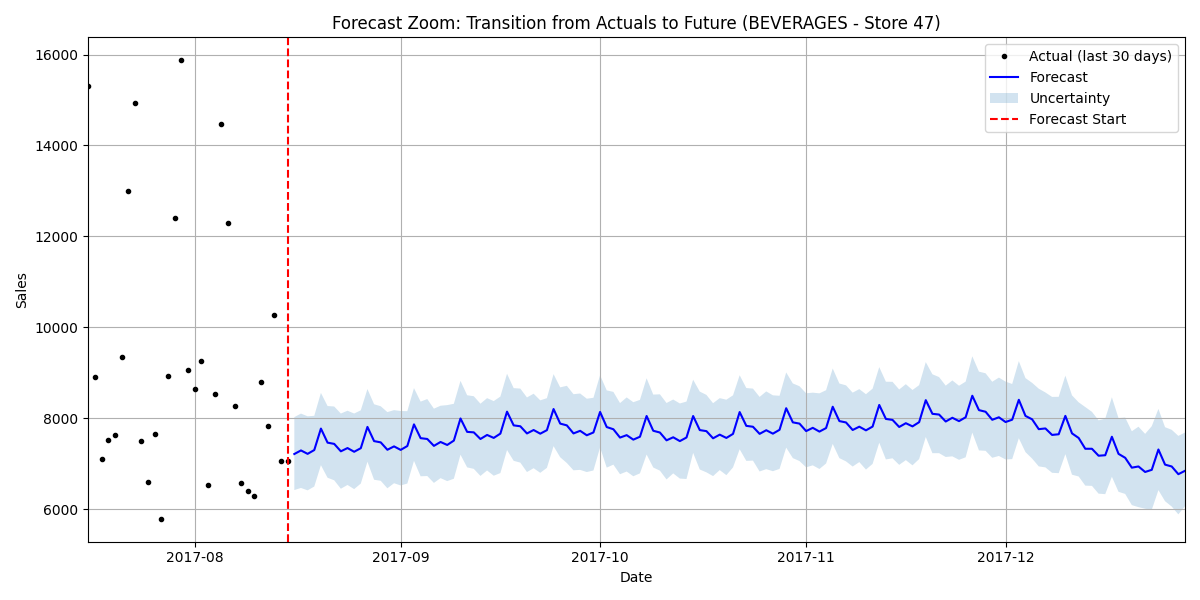 Forecast Zoom: Transition from Actuals to Future (BEVERAGES - Store 47)
Actual (last 30 days)
Forecast
Uncertainty
Forecast Start
Sales
16000
14000
12000
10000
8000
6000
2017-08
2017-09
2017-10
2017-11
2017-12
Date